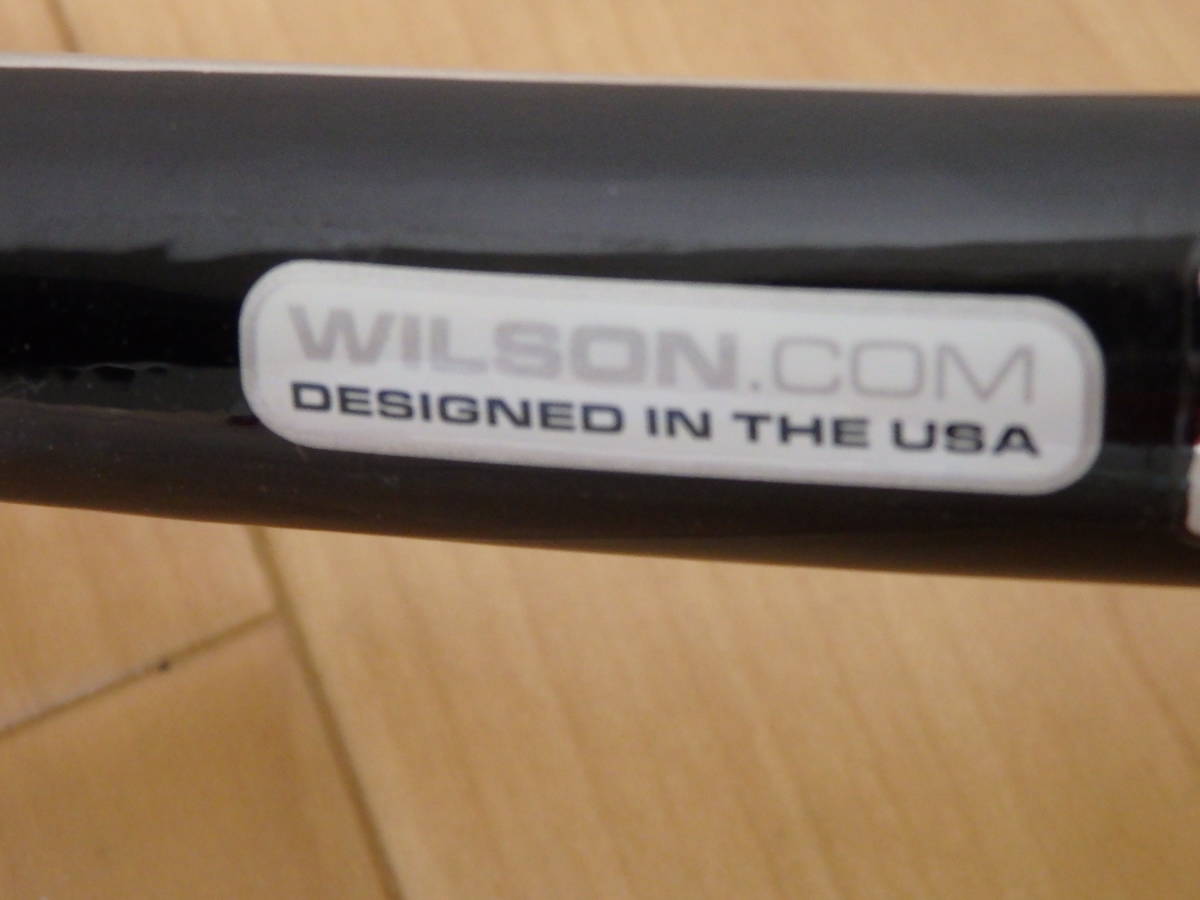 WILSON.COM
DESIGNED IN THE USA